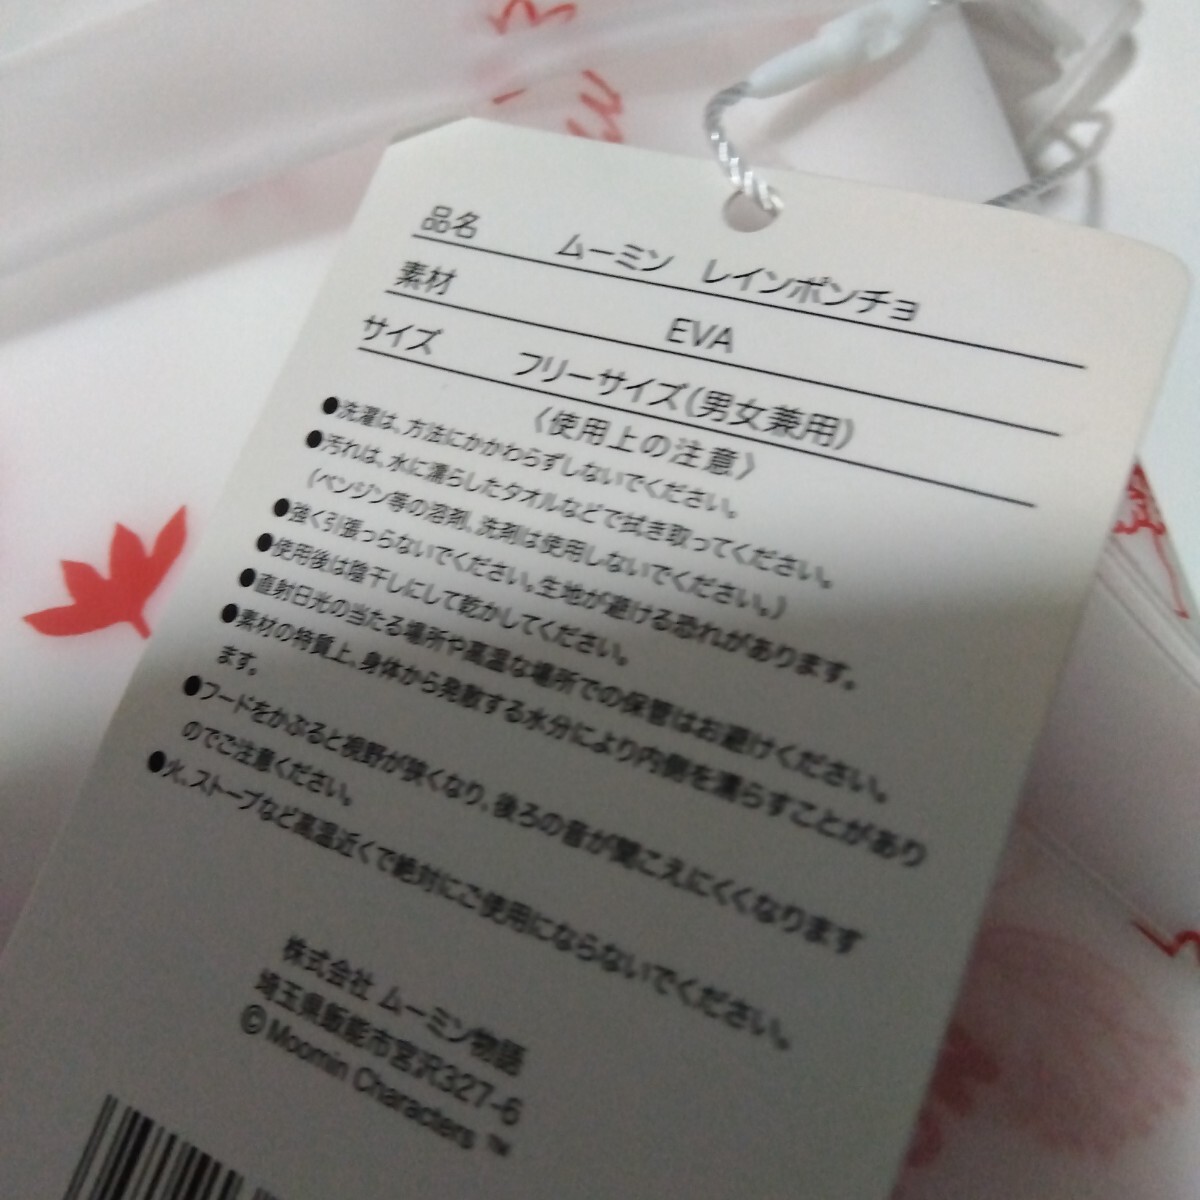 品名 ムーミン レインポンチョ
素材 EVA
サイズ フリーサイズ(男女兼用)
〈使用上の注意〉
●洗濯は、方法にかかわらずしないでください。
●汚れは、水に濡らしたタオルなどで拭き取ってください。
(ベンジン等の溶剤、洗剤は使用しないでください。)
●強く引張っらないでください。生地が避ける恐れがあります。
●使用後は陰干しにして乾かしてください。
●直射日光の当たる場所や高温な場所での保管はお避けください。
●素材の特質上、身体から発散する水分により内側を濡らすことがあり
ます。
●フードをかぶると視野が狭くなり、後ろの音が聞こえにくくなります
のでご注意ください。
●火、ストーブなど高温近くで絶対にご使用にならないでください。
株式会社 ムーミン物語
埼玉県飯能市宮沢327-6
© Moomin Characters ™